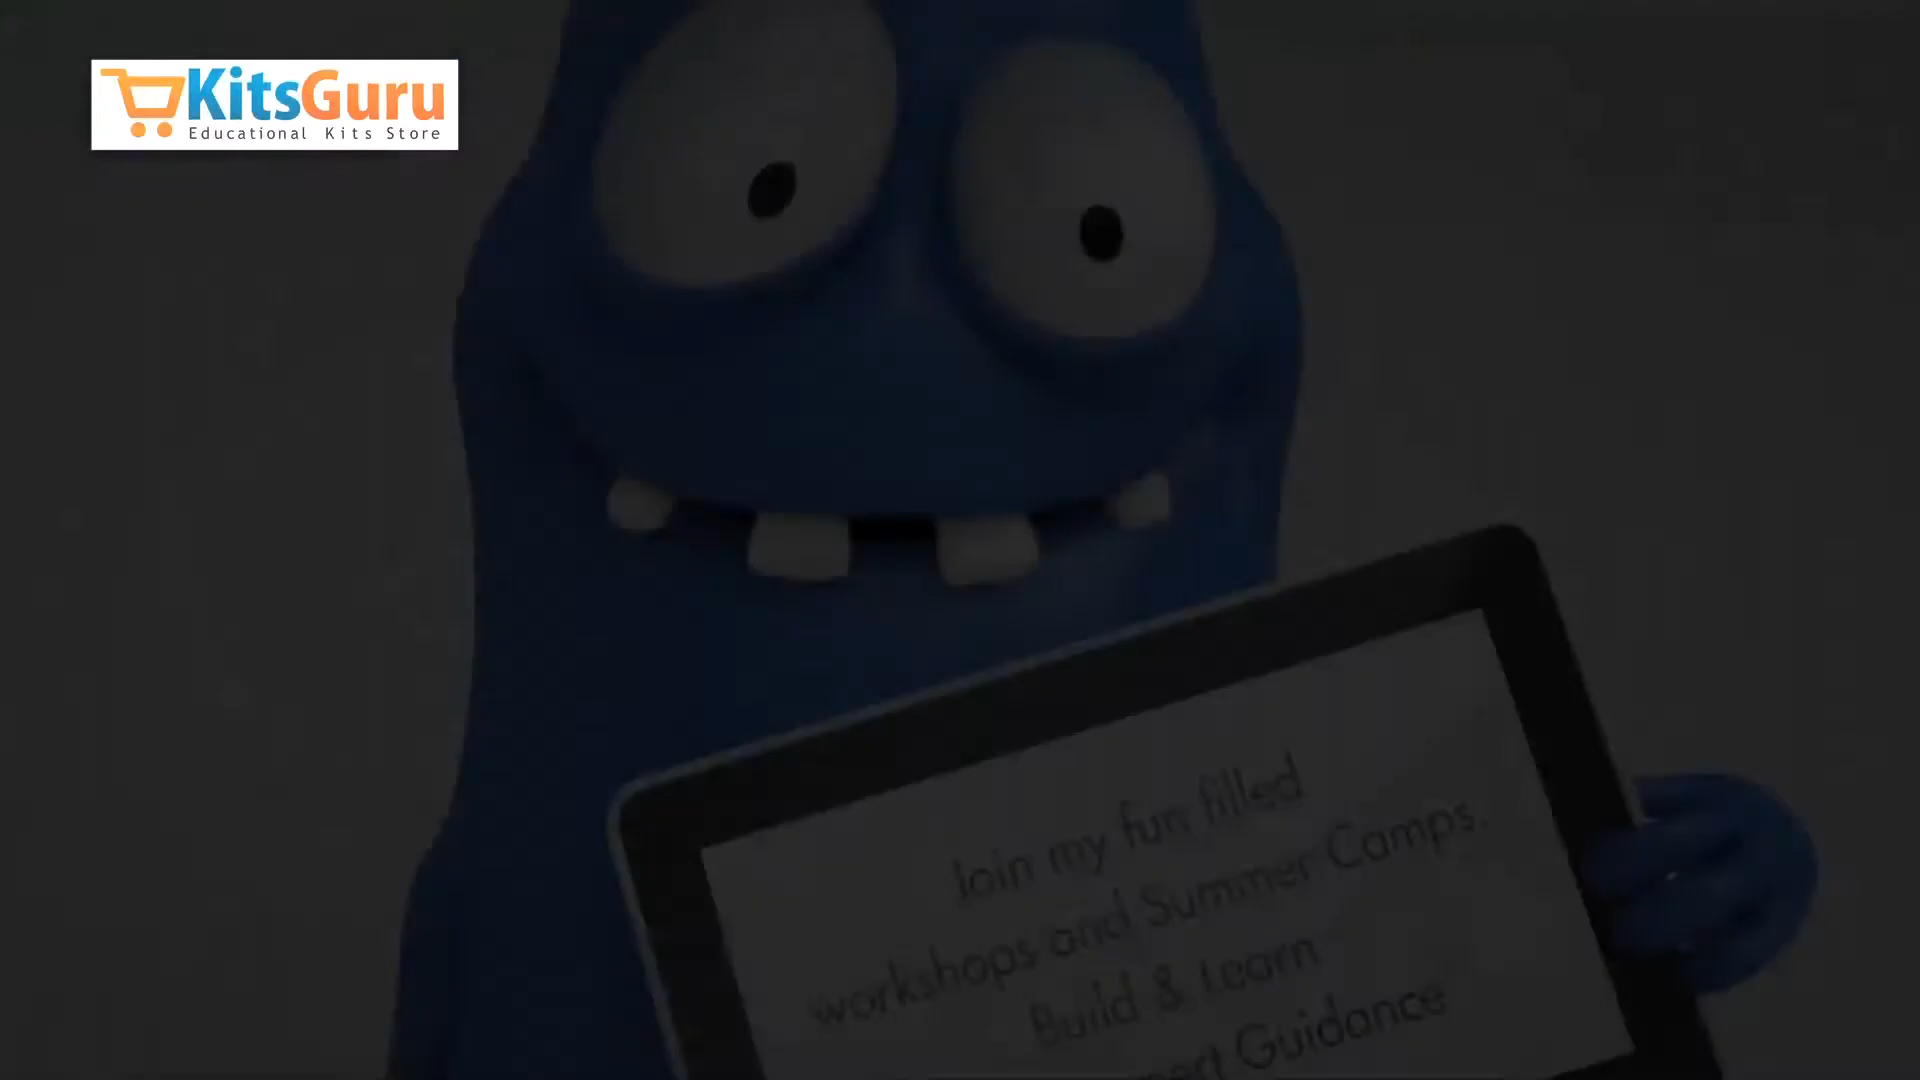 KitsGuru
Educational Kits Store
Join my fun filled
workshops and Summer Camps.
Build & Learn
Guidance